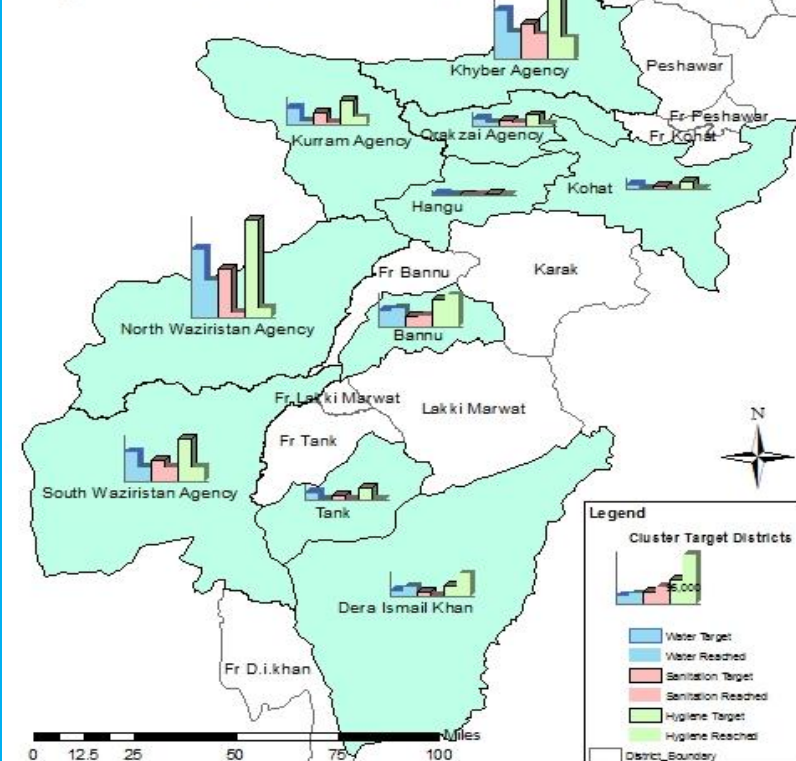 Khyber Agency
Peshawar
Fr Peshawar
Fr Kohat
Kurram Agency
Orakzai Agency
Kohat
Hangu
Fr Bannu
Karak
North Waziristan Agency
Bannu
Fr Lakki Marwat
Lakki Marwat
N
Fr Tank
South Waziristan Agency
Tank
Legend
Cluster Target Districts
Dera Ismail Khan
Water Target
Water Reached
Sanitation Target
Sanitation Reached
Hygiene Target
Hygiene Reached
District_Boundary
Fr D.i.khan
Miles
0 12.5 25 50 75 100